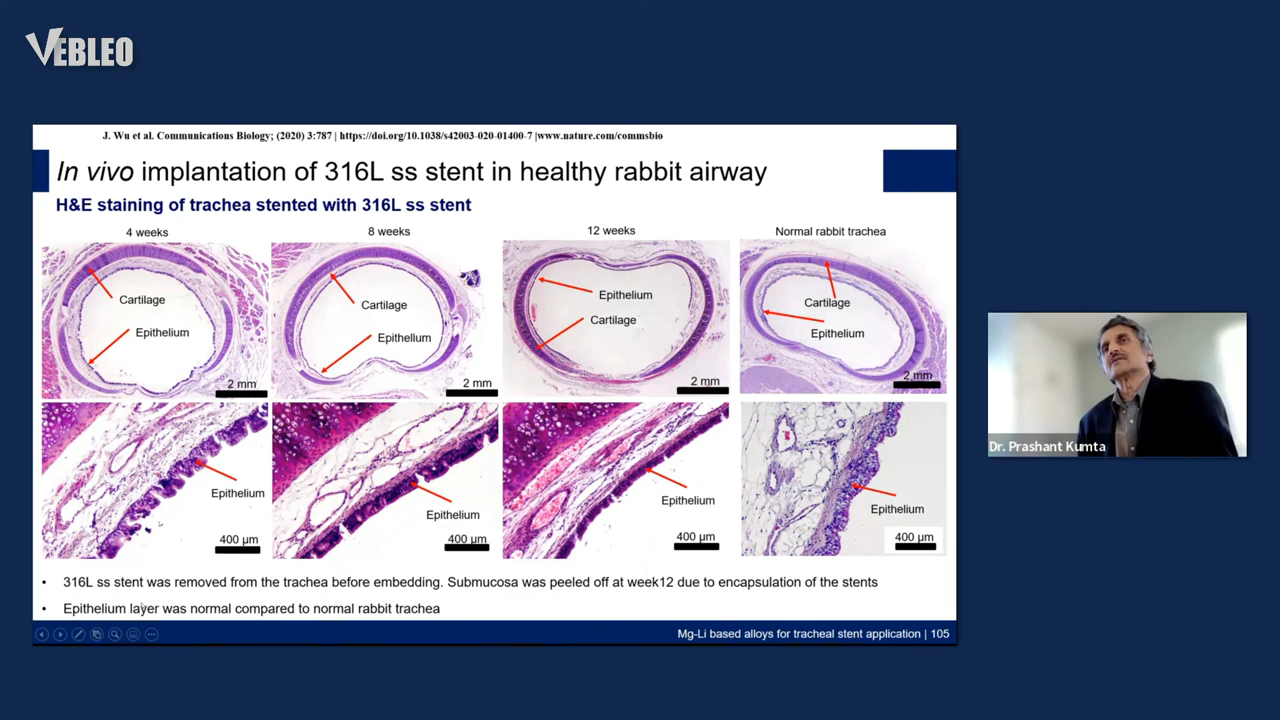 VEBLEO
J. Wu et al. Communications Biology; (2020) 3:787 | https://doi.org/10.1038/s42003-020-01400-7 |www.nature.com/commsbio
In vivo implantation of 316L ss stent in healthy rabbit airway
H&E staining of trachea stented with 316L ss stent
4 weeks
8 weeks
12 weeks
Normal rabbit trachea
Cartilage
Epithelium
2 mm
Cartilage
Epithelium
2 mm
Epithelium
Cartilage
2 mm
Cartilage
Epithelium
2 mm
Epithelium
400 µm
Epithelium
400 µm
Epithelium
400 µm
Epithelium
400 µm
• 316L ss stent was removed from the trachea before embedding. Submucosa was peeled off at week12 due to encapsulation of the stents
• Epithelium layer was normal compared to normal rabbit trachea
Mg-Li based alloys for tracheal stent application | 105
Dr. Prashant Kumta